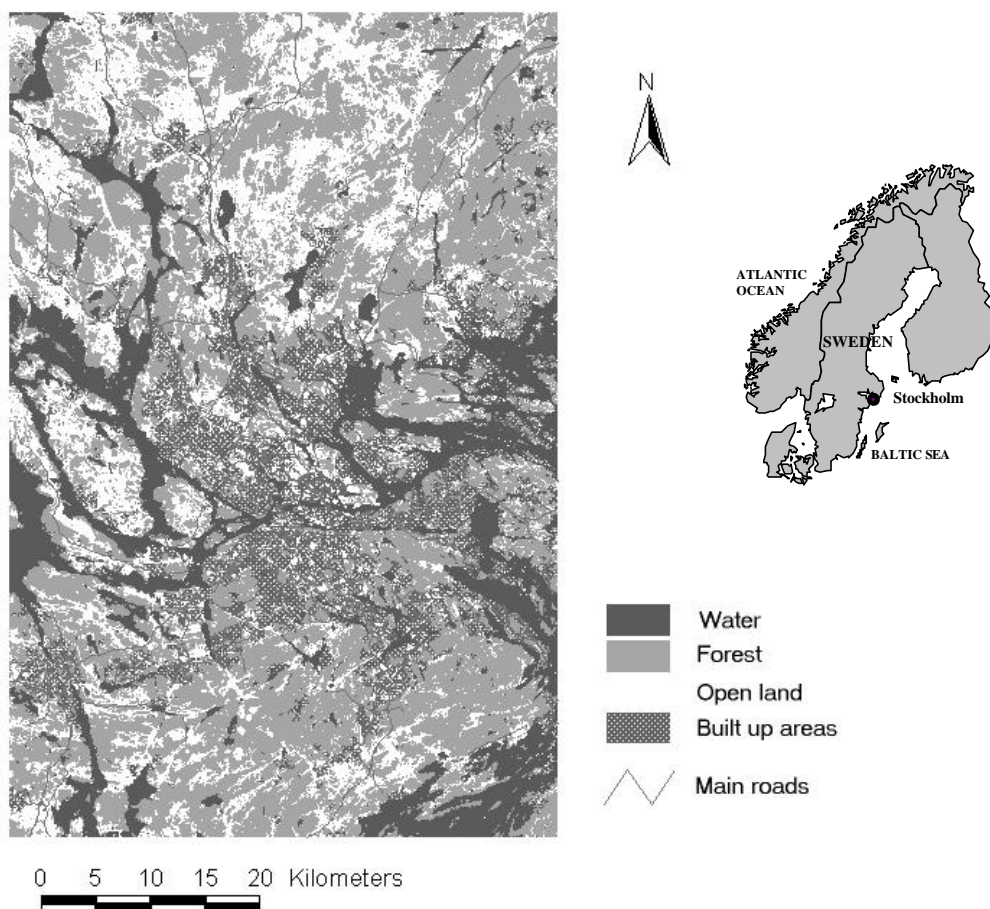 N
ATLANTIC
OCEAN
SWEDEN
Stockholm
BALTIC SEA
Water
Forest
Open land
Built up areas
Main roads
0 5 10 15 20 Kilometers